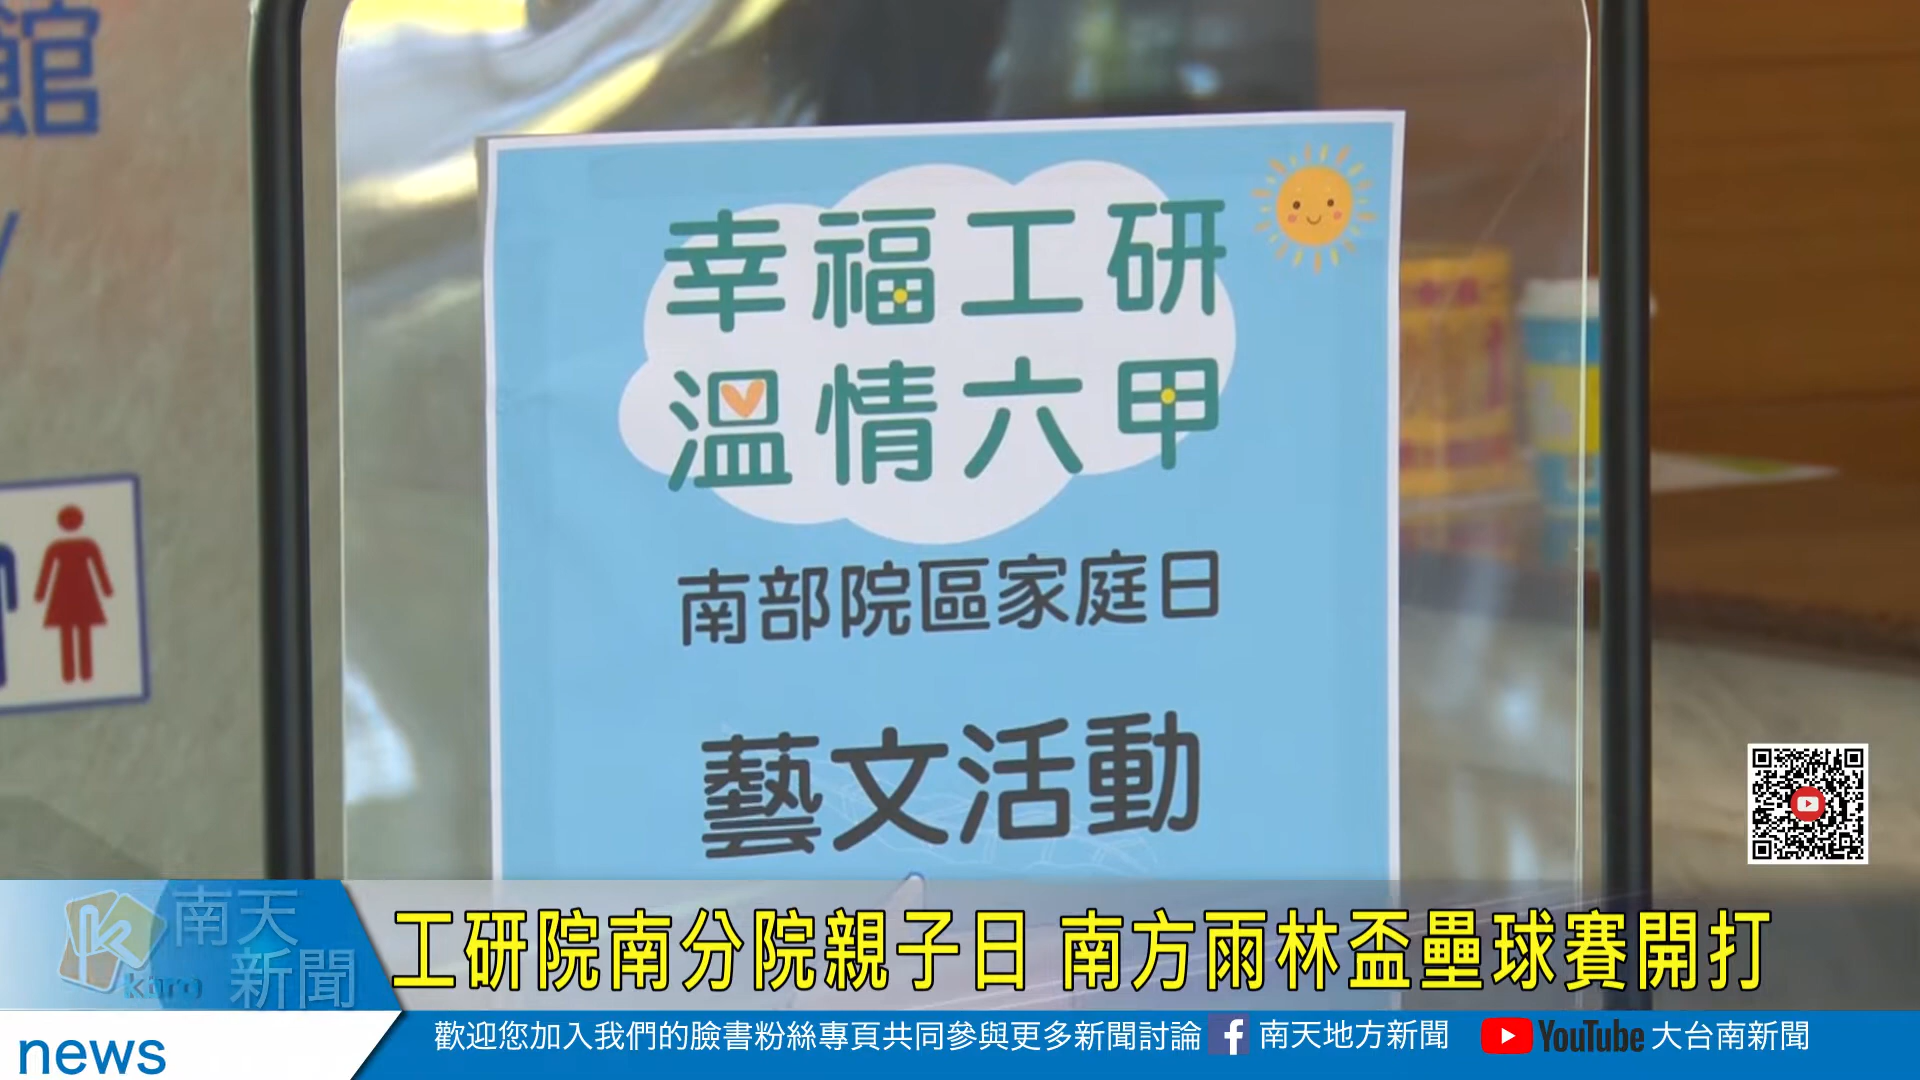 館
幸福工研
溫情六甲
南部院區家庭日
藝文活動
南天
新聞
工研院南分院親子日 南方雨林盃壘球賽開打
news
歡迎您加入我們的臉書粉絲專頁共同參與更多新聞討論 f 南天地方新聞 YouTube 大台南新聞